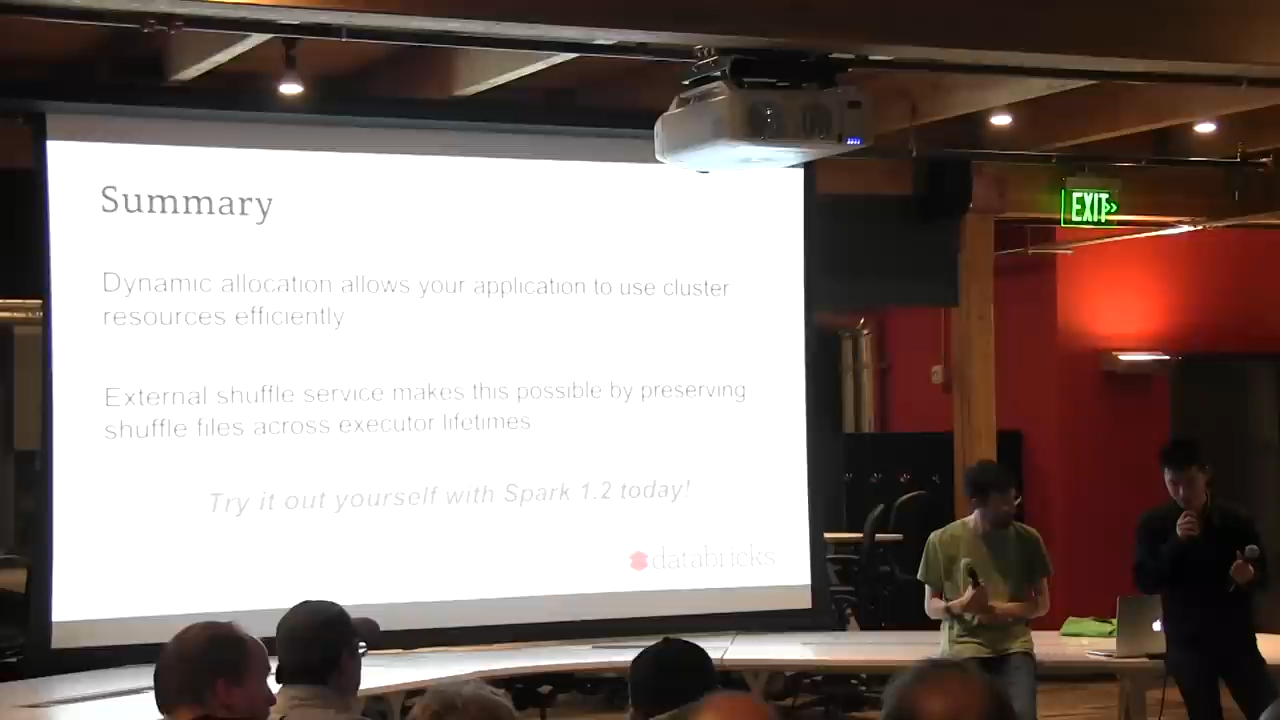 Summary
Dynamic allocation allows your application to use cluster
resources efficiently
External shuffle service makes this possible by preserving
shuffle files across executor lifetimes
Try it out yourself with Spark 1.2 today!
databricks
EXIT